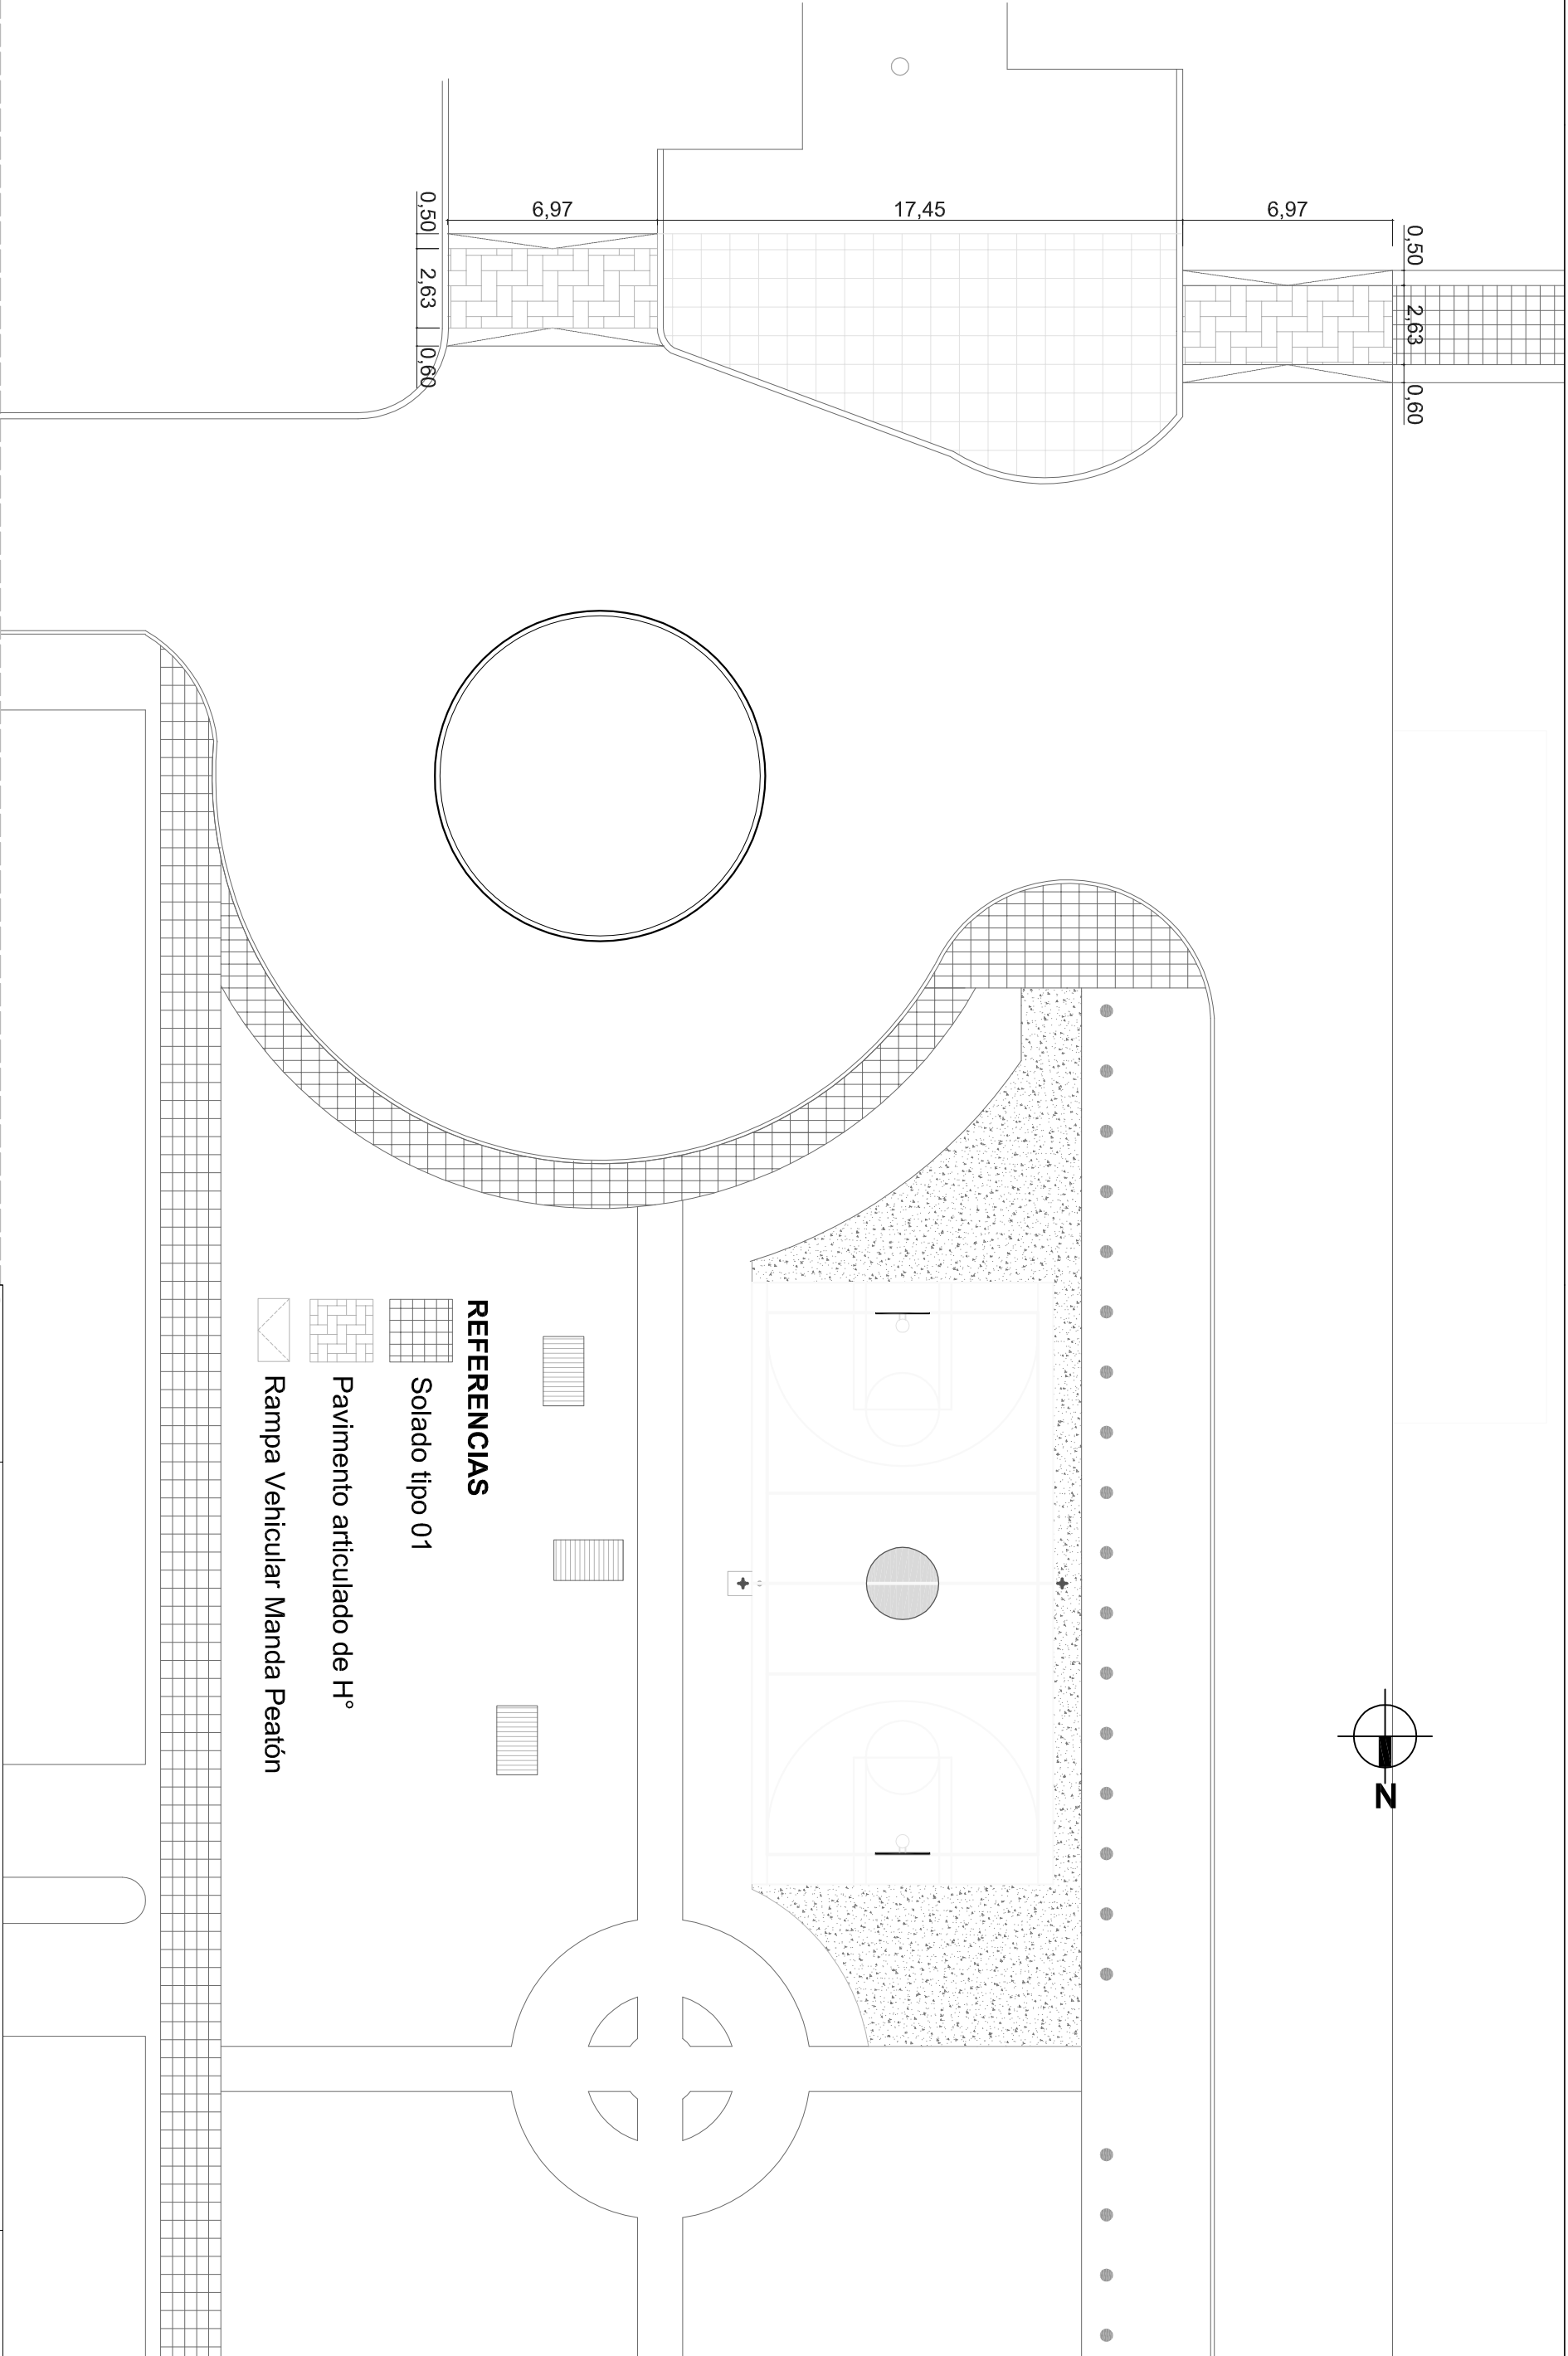 6,97
17,45
6,97
0,50
2,63
0,60
0,50
2,63
0,60
REFERENCIAS
Solado tipo 01
Pavimento articulado de H°
Rampa Vehicular Manda Peatón
N